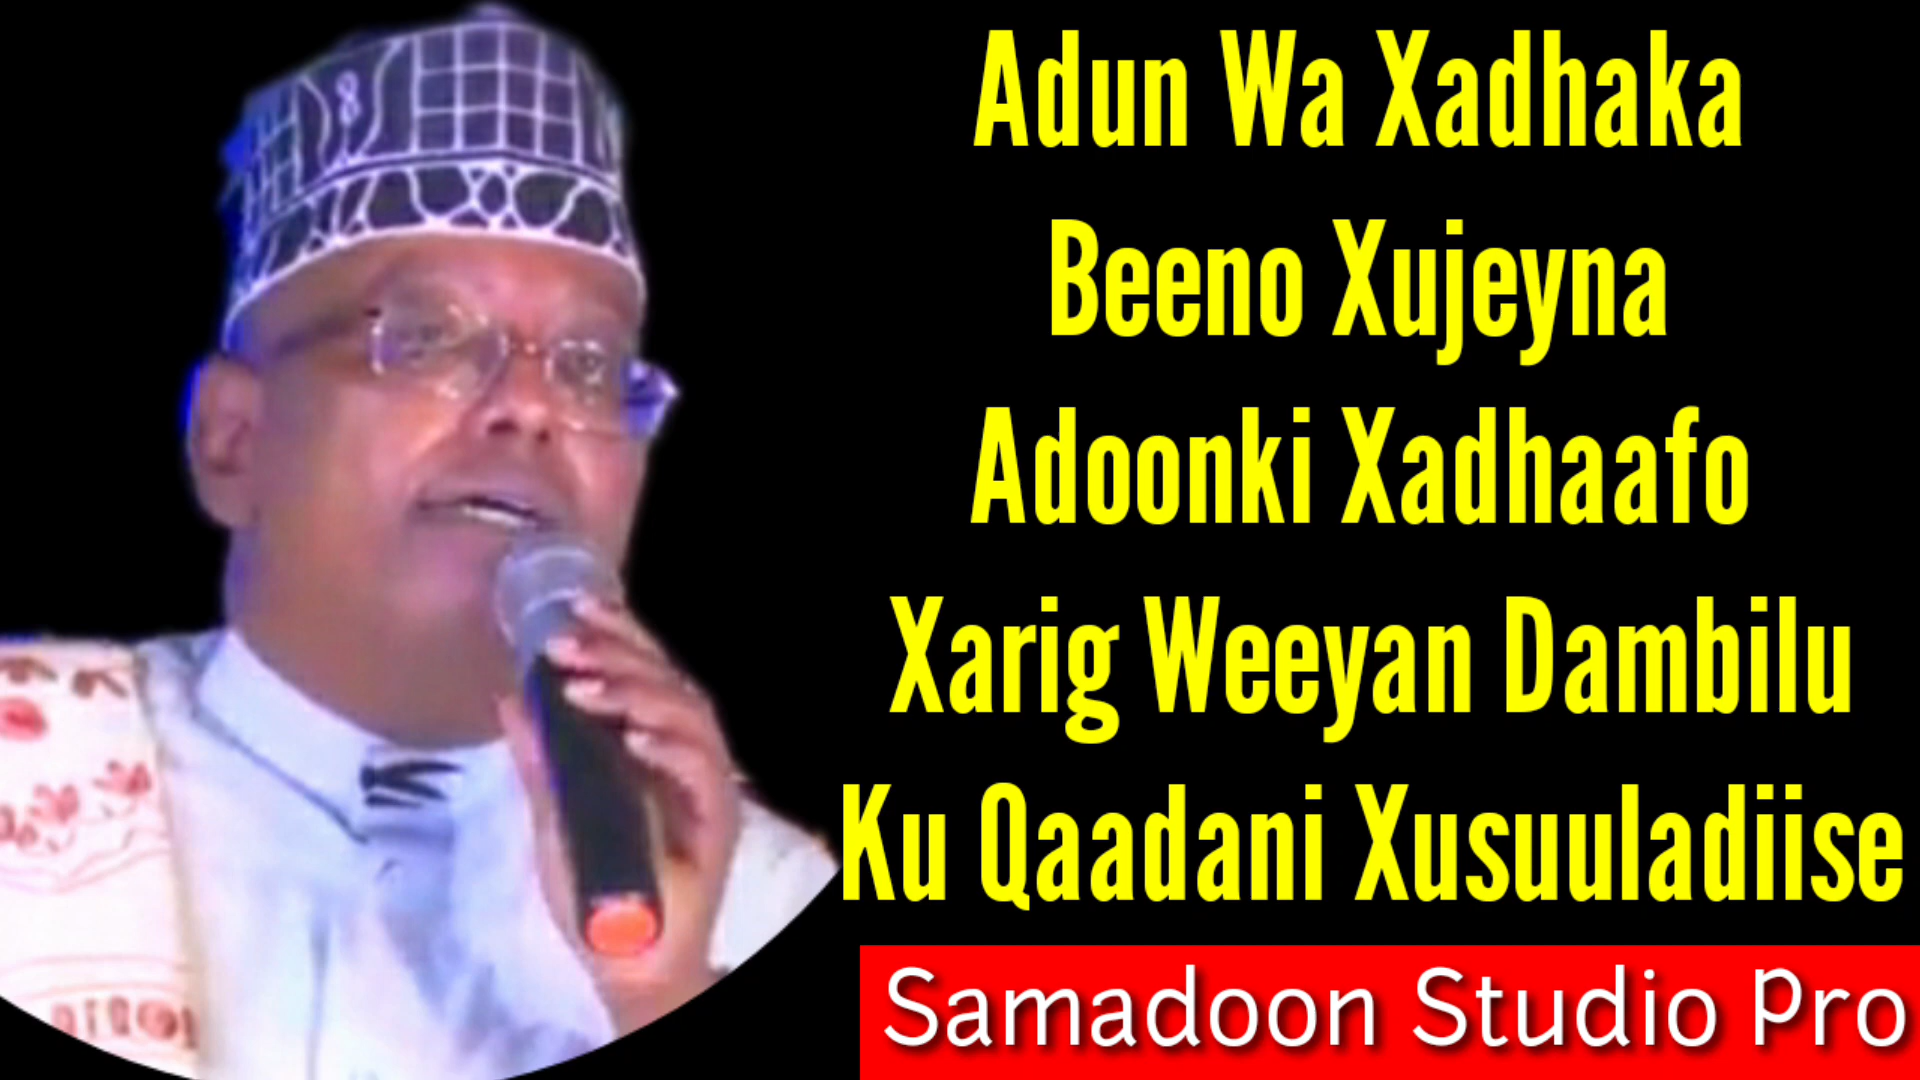 Adun Wa Xadhaka
Beeno Xujeyna
Adoonki Xadhaafo
Xarig Weeyan Dambilu
Ku Qaadani Xusuuladiise
Samadoon Studio Pro